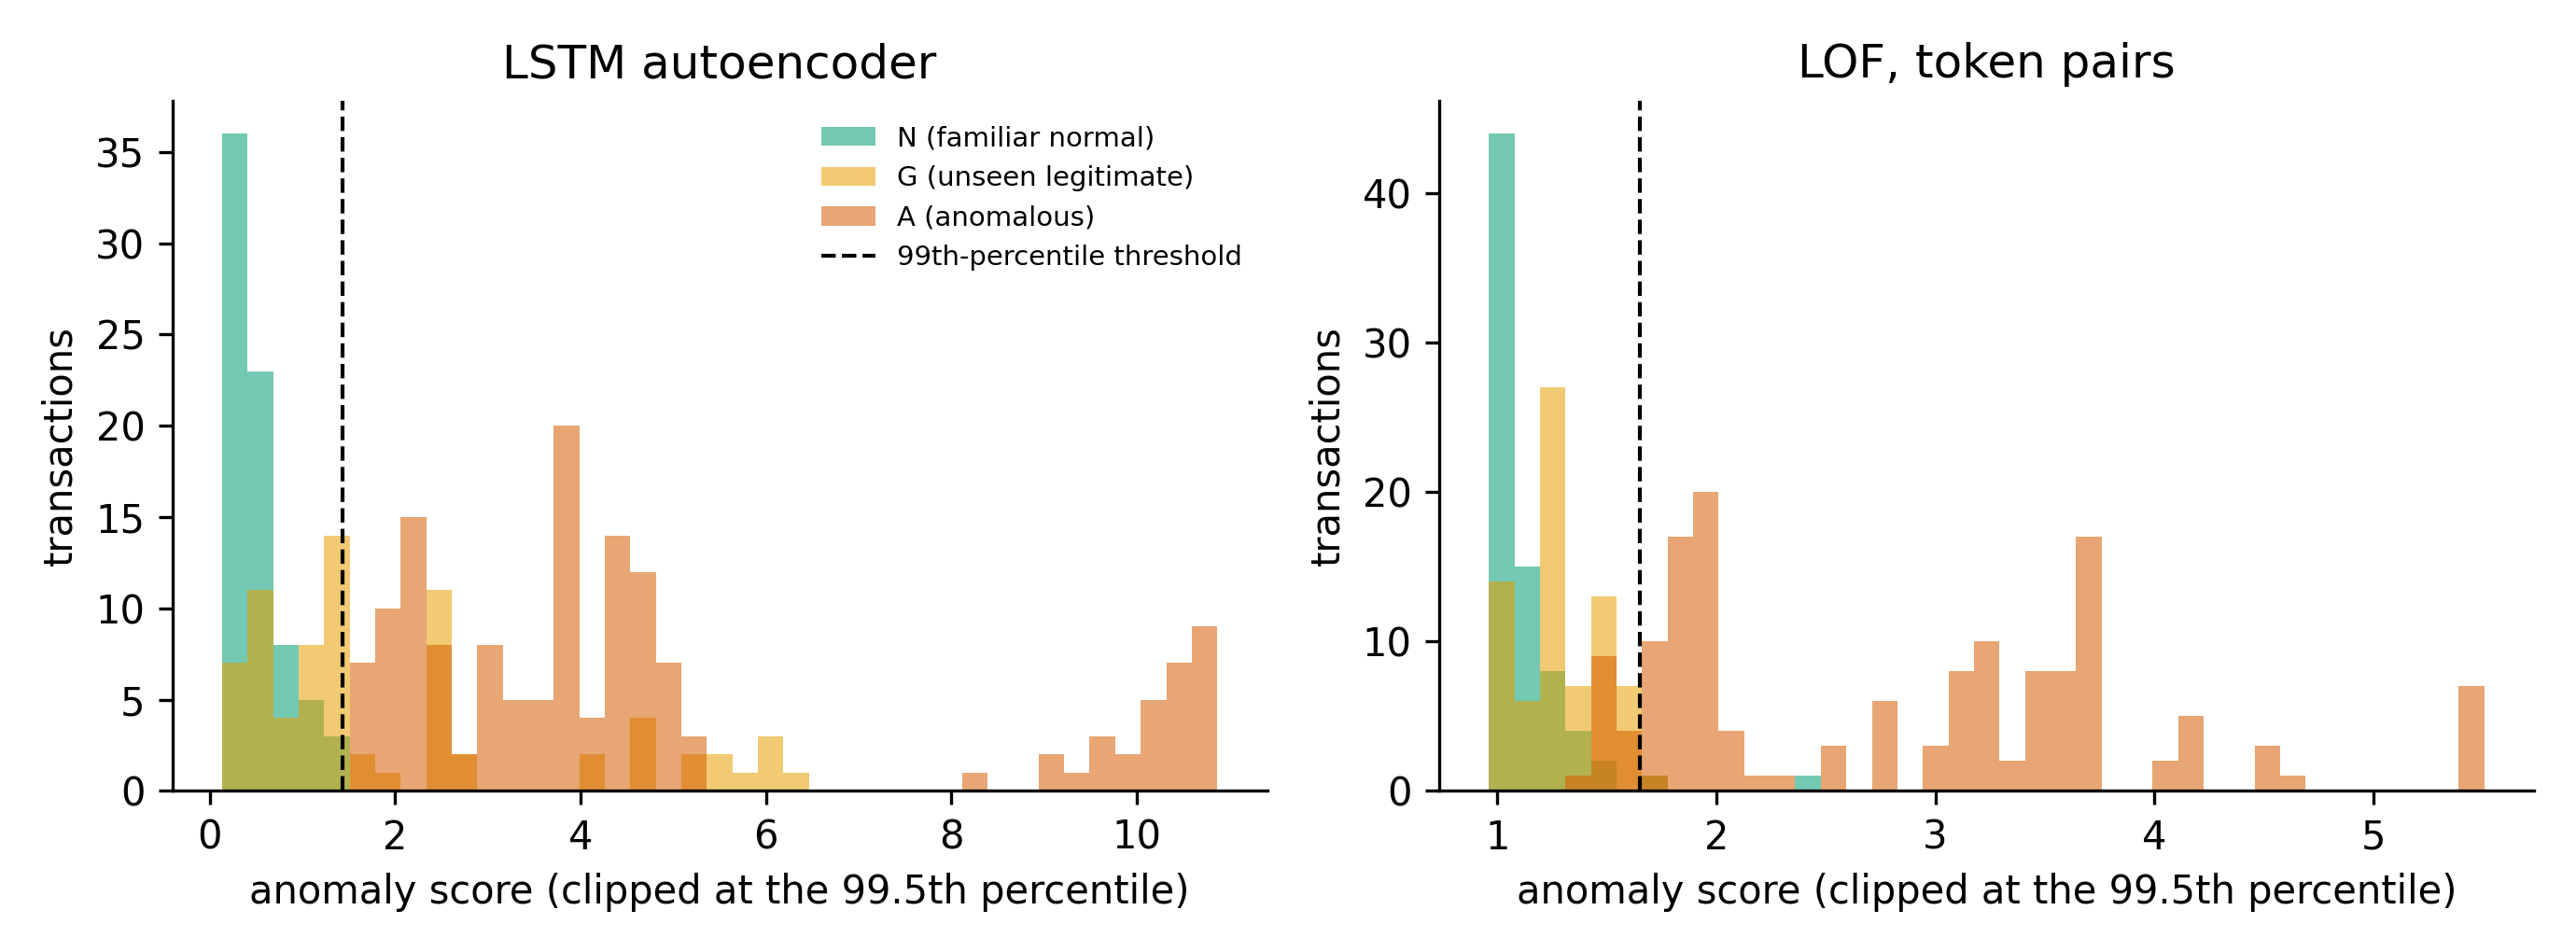 LSTM autoencoder
35
30
25
20
15
10
5
0
transactions
N (familiar normal)
G (unseen legitimate)
A (anomalous)
99th-percentile threshold
0 2 4 6 8 10
anomaly score (clipped at the 99.5th percentile)
LOF, token pairs
40
30
20
10
0
transactions
1 2 3 4 5
anomaly score (clipped at the 99.5th percentile)